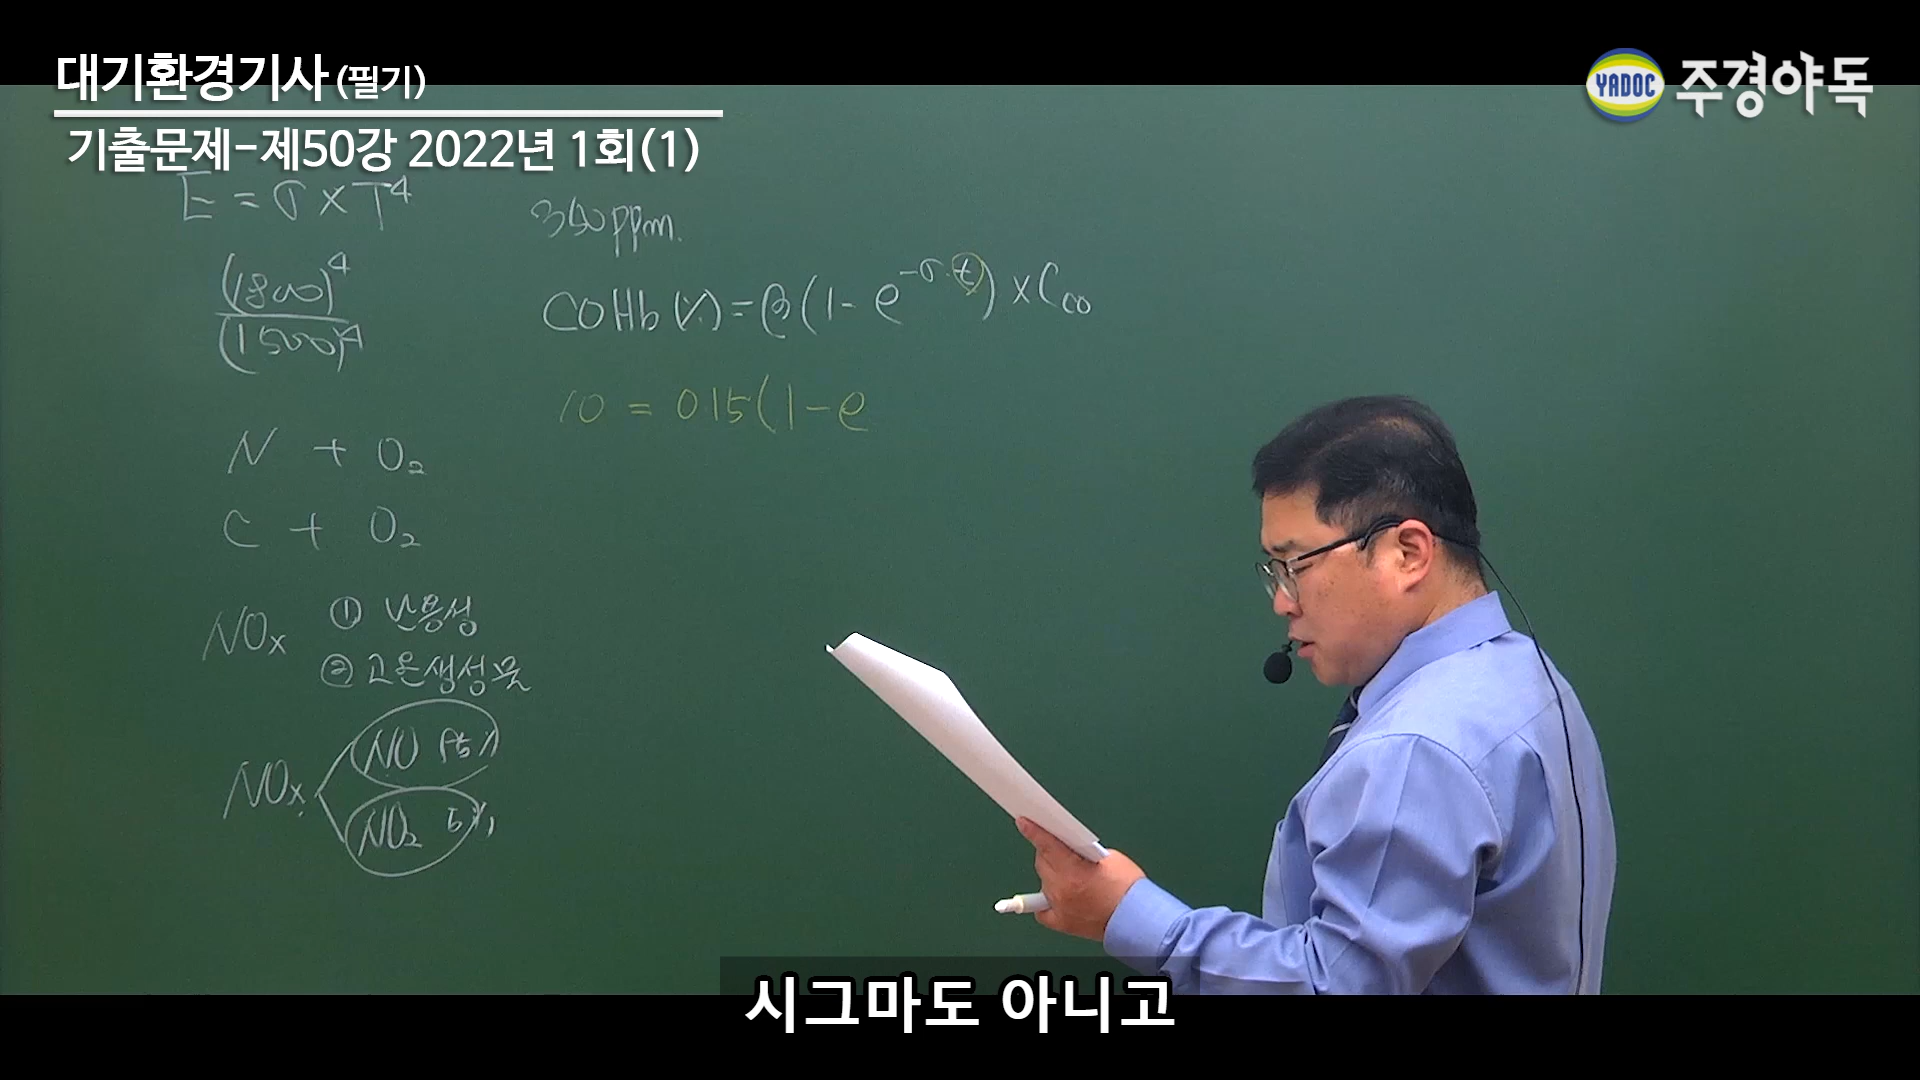 대기환경기사 (필기)
YADOC 주경야독
기출문제-제50강 2022년 1회(1)
E = σ × T⁴
350ppm.
(1800)⁴
(1500)⁴
COHb (%) = β(1 - e^-σ·t) × Cco
10 = 0.15(1 - e
N + O₂
C + O₂
NOx ① 난용성
② 고온생성물
NOx
NO 95%
NO₂ 5%
시그마도 아니고